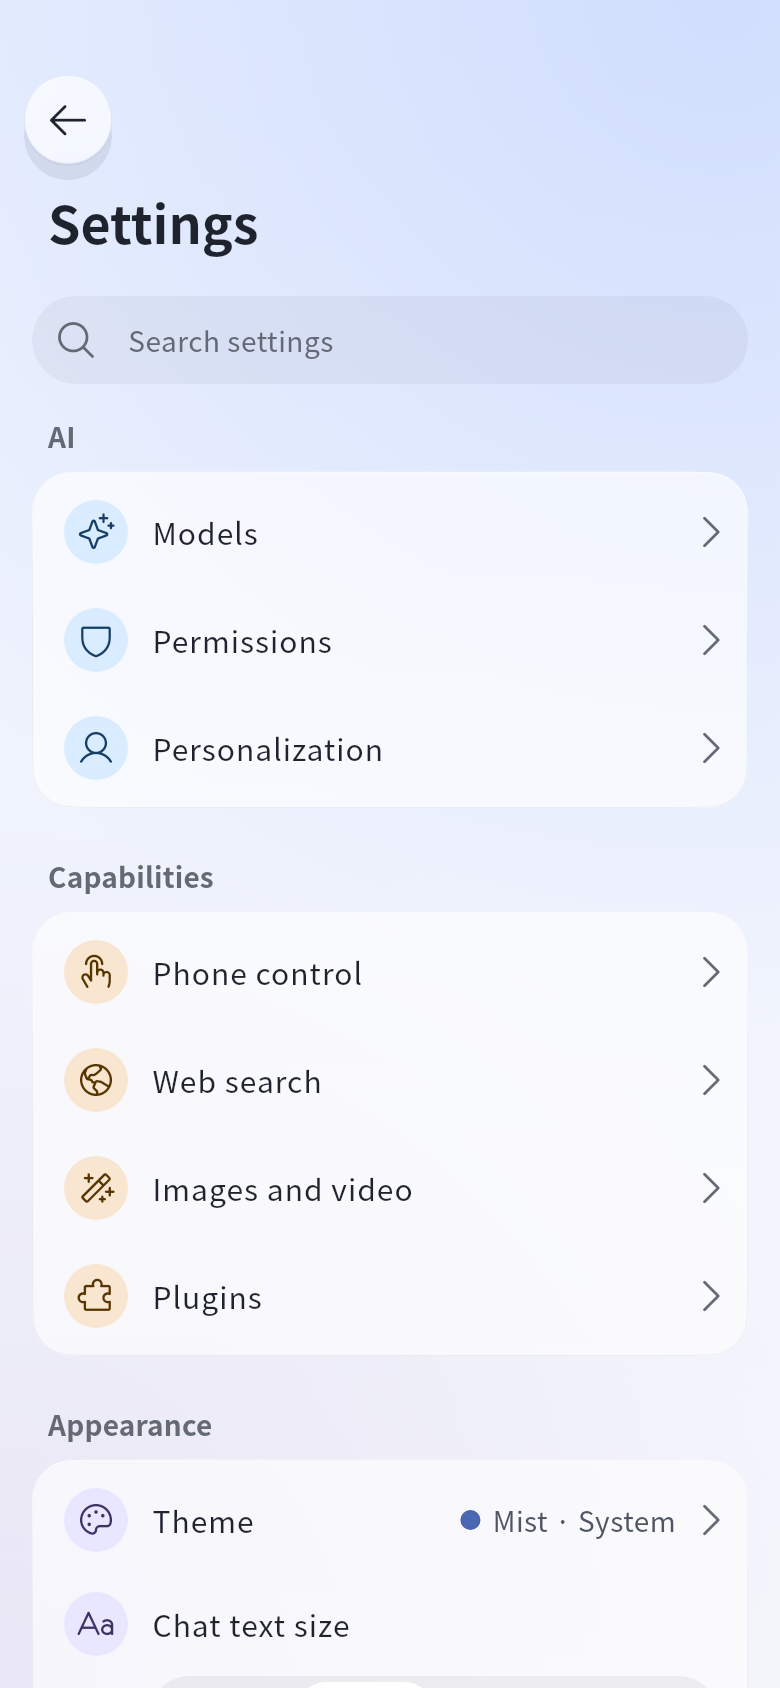 Settings
Search settings
AI
Models
Permissions
Personalization
Capabilities
Phone control
Web search
Images and video
Plugins
Appearance
Theme Mist · System
Aa Chat text size